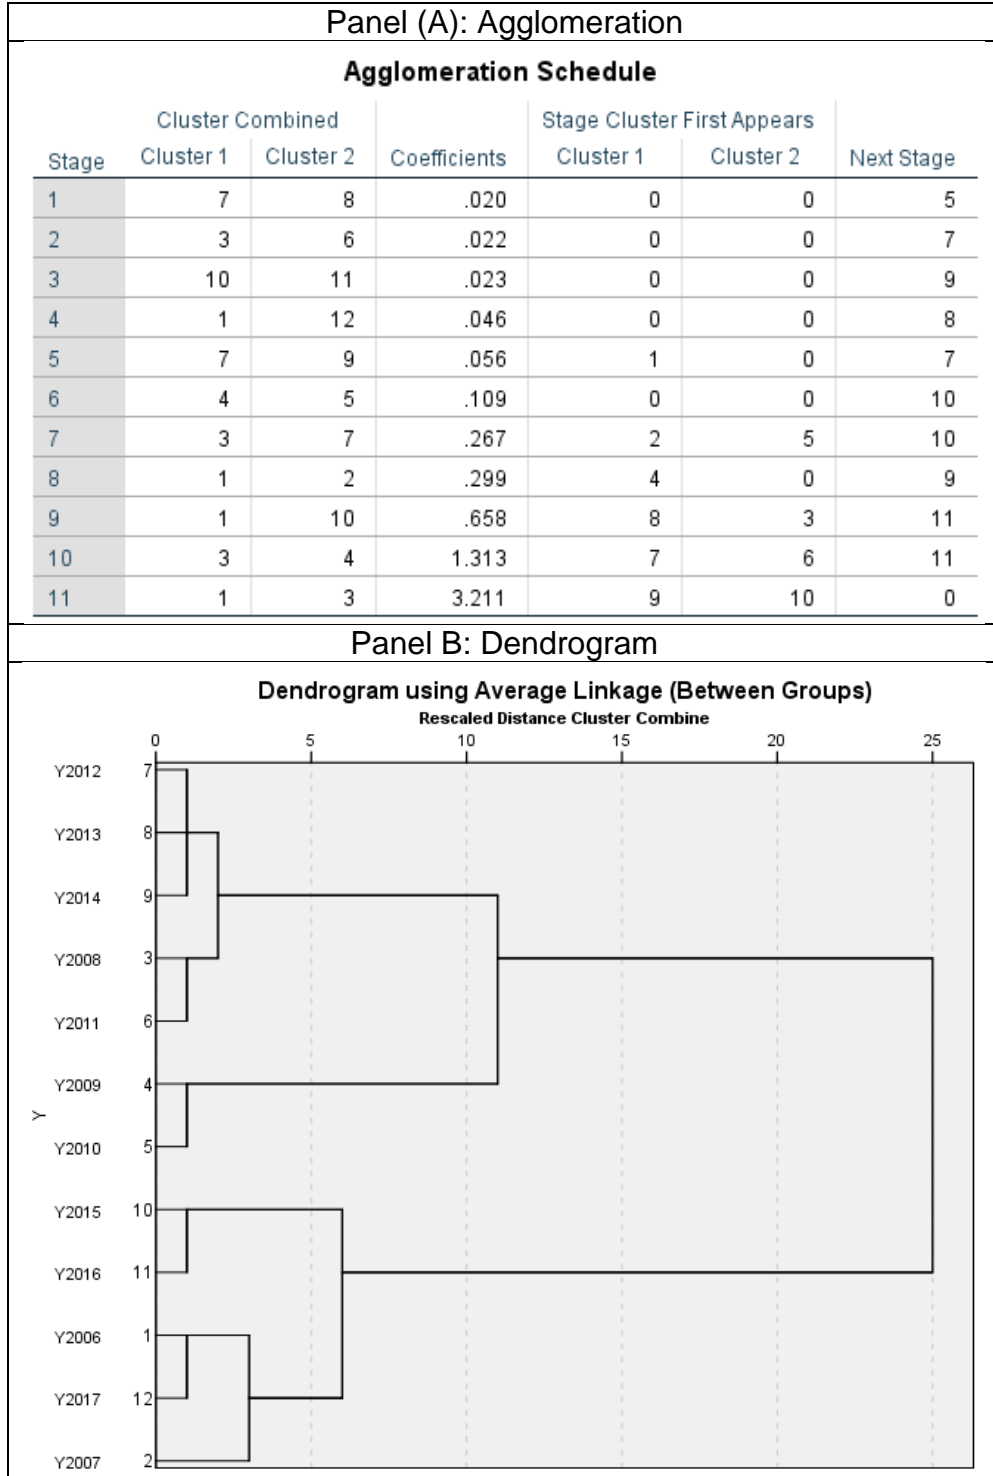 Panel (A): Agglomeration
Agglomeration Schedule
Cluster Combined Stage Cluster First Appears
Stage Cluster 1 Cluster 2 Coefficients Cluster 1 Cluster 2 Next Stage
1 7 8 .020 0 0 5
2 3 6 .022 0 0 7
3 10 11 .023 0 0 9
4 1 12 .046 0 0 8
5 7 9 .056 1 0 7
6 4 5 .109 0 0 10
7 3 7 .267 2 5 10
8 1 2 .299 4 0 9
9 1 10 .658 8 3 11
10 3 4 1.313 7 6 11
11 1 3 3.211 9 10 0
Panel B: Dendrogram
Dendrogram using Average Linkage (Between Groups)
Rescaled Distance Cluster Combine
0 5 10 15 20 25
Y2012 7
Y2013 8
Y2014 9
Y2008 3
Y2011 6
Y2009 4
Y
Y2010 5
Y2015 10
Y2016 11
Y2006 1
Y2017 12
Y2007 2